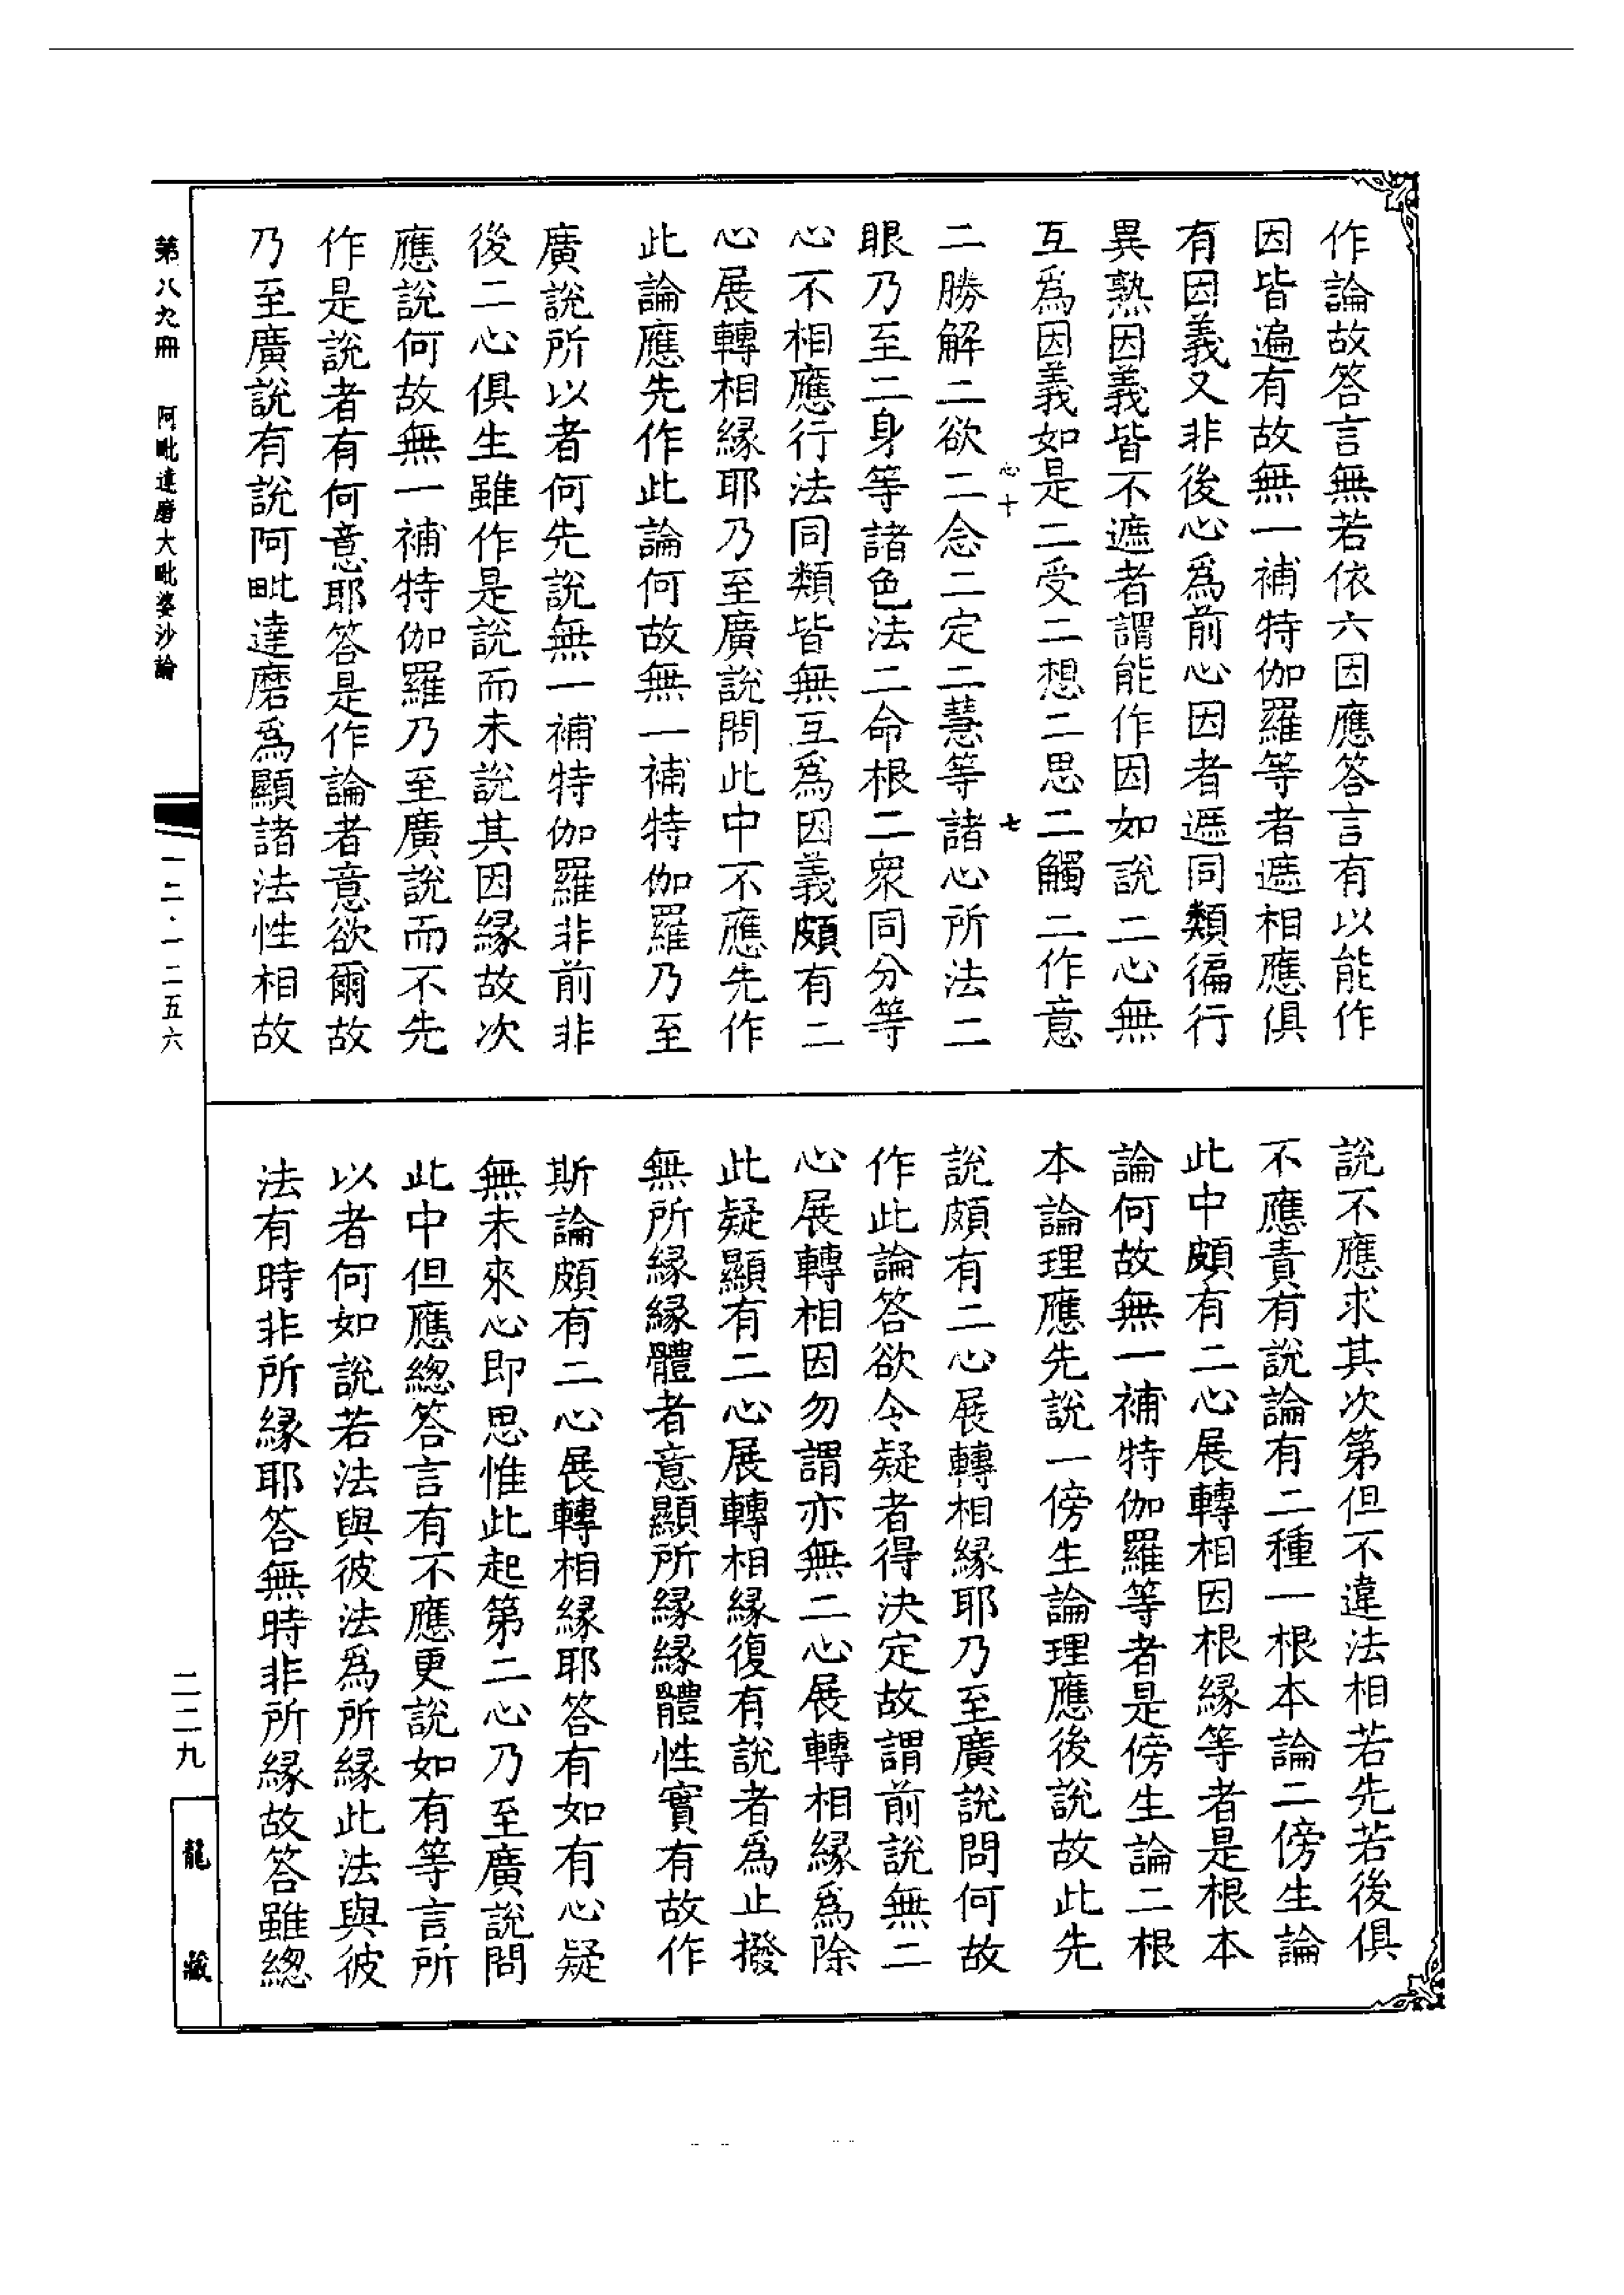 作論故答言無若依六因應答言有以能作
因皆遍有故無一補特伽羅等者遮相應俱
有因義又非後心為前心因者遮同類徧行
異熟因義皆不遮者謂能作因如說二心無
互爲因義如是二受二想二思二觸二作意
心十 七
二勝解二欲二念二定二慧等諸心所法二
眼乃至二身等諸色法二命根二衆同分等
心不相應行法同類皆無互爲因義頗有二
心展轉相緣耶乃至廣說問此中不應先作
此論應先作此論何故無一補特伽羅乃至
廣說所以者何先說無一補特伽羅非前非
後二心俱生雖作是說而未說其因緣故次
應說何故無一補特伽羅乃至廣說而不先
作是說者有何意耶答是作論者意欲爾故
乃至廣說有說阿毗達磨爲顯諸法性相故
說不應求其次第但不違法相若先若後俱
不應責有說論有二種一根本論二傍生論
此中頗有二心展轉相因根緣等者是根本
論何故無一補特伽羅等者是傍生論二根
本論理應先說一傍生論理應後說故此先
說頗有二心展轉相緣耶乃至廣說問何故
作此論答欲令疑者得決定故謂前說無二
心展轉相因勿謂亦無二心展轉相緣爲除
此疑顯有二心展轉相緣復有說者爲止撥
無所緣緣體者意顯所緣緣體性實有故作
斯論頗有二心展轉相緣耶答有如有心疑
無未來心即思惟此起第二心乃至廣說問
此中但應總答言有不應更說如有等言所
以者何如說若法與彼法爲所緣此法與彼
法有時非所緣耶答無時非所緣故答雖總
第八九冊 阿毗達磨大毗婆沙論
一二·一二五六
二二九
龍藏